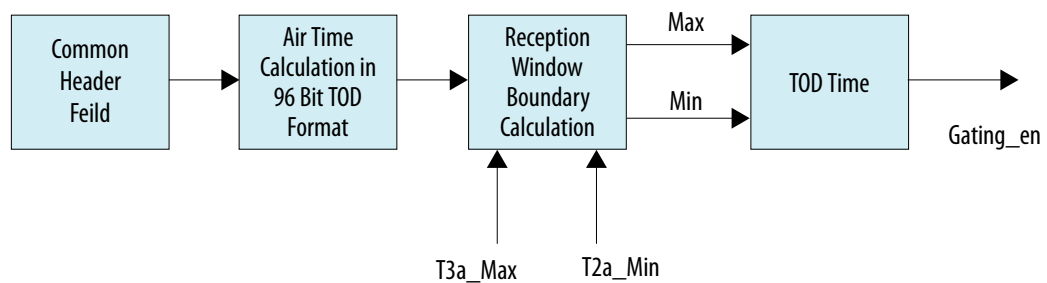 Common
Header
Feild
Air Time
Calculation in
96 Bit TOD
Format
Reception
Window
Boundary
Calculation
Max
Min
TOD Time
Gating_en
T3a_Max
T2a_Min